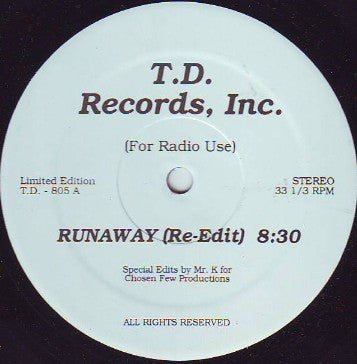 T.D.
Records, Inc.
(For Radio Use)
Limited Edition STEREO
T.D. - 805 A 33 1/3 RPM
RUNAWAY (Re-Edit) 8:30
Special Edits by Mr. K for
Chosen Few Productions
ALL RIGHTS RESERVED